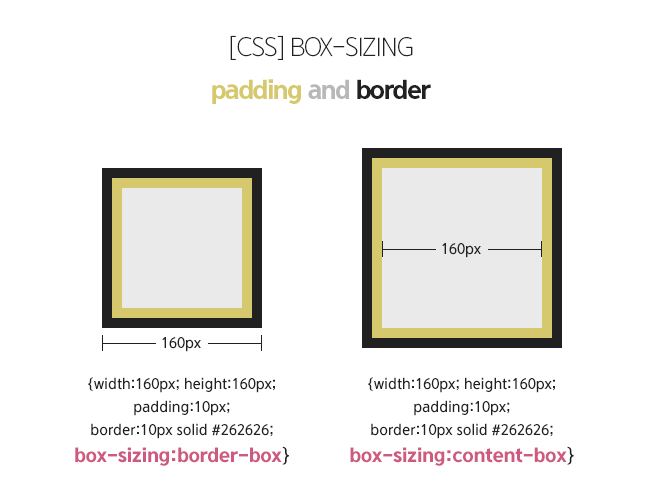 [CSS] BOX-SIZING
padding and border
160px
160px
{width:160px; height:160px;
padding:10px;
border:10px solid #262626;
box-sizing:border-box}
{width:160px; height:160px;
padding:10px;
border:10px solid #262626;
box-sizing:content-box}